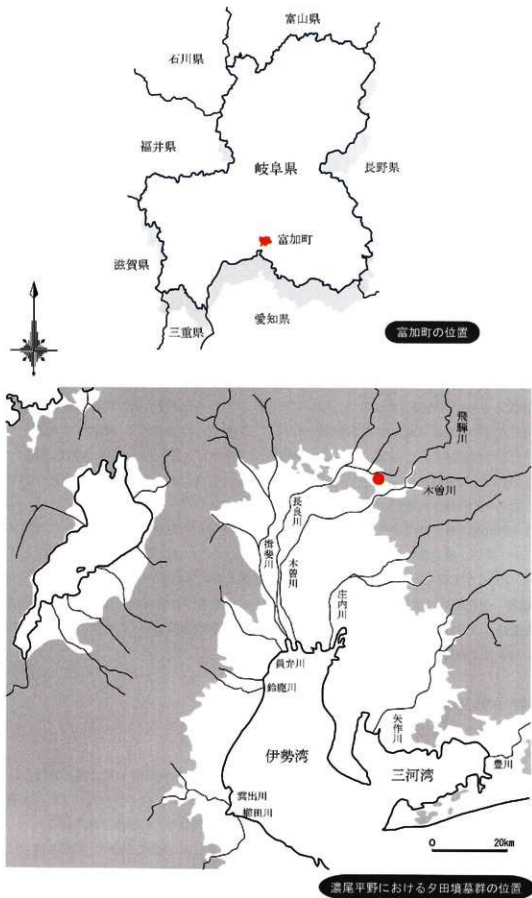 富山県
石川県
福井県
岐阜県
長野県
富加町
滋賀県
愛知県
三重県
富加町の位置
飛騨川
木曽川
長良川
揖斐川
木曽川
庄内川
員弁川
鈴鹿川
矢作川
伊勢湾
三河湾
豊川
雲出川
櫛田川
0 20km
濃尾平野における夕田墳墓群の位置